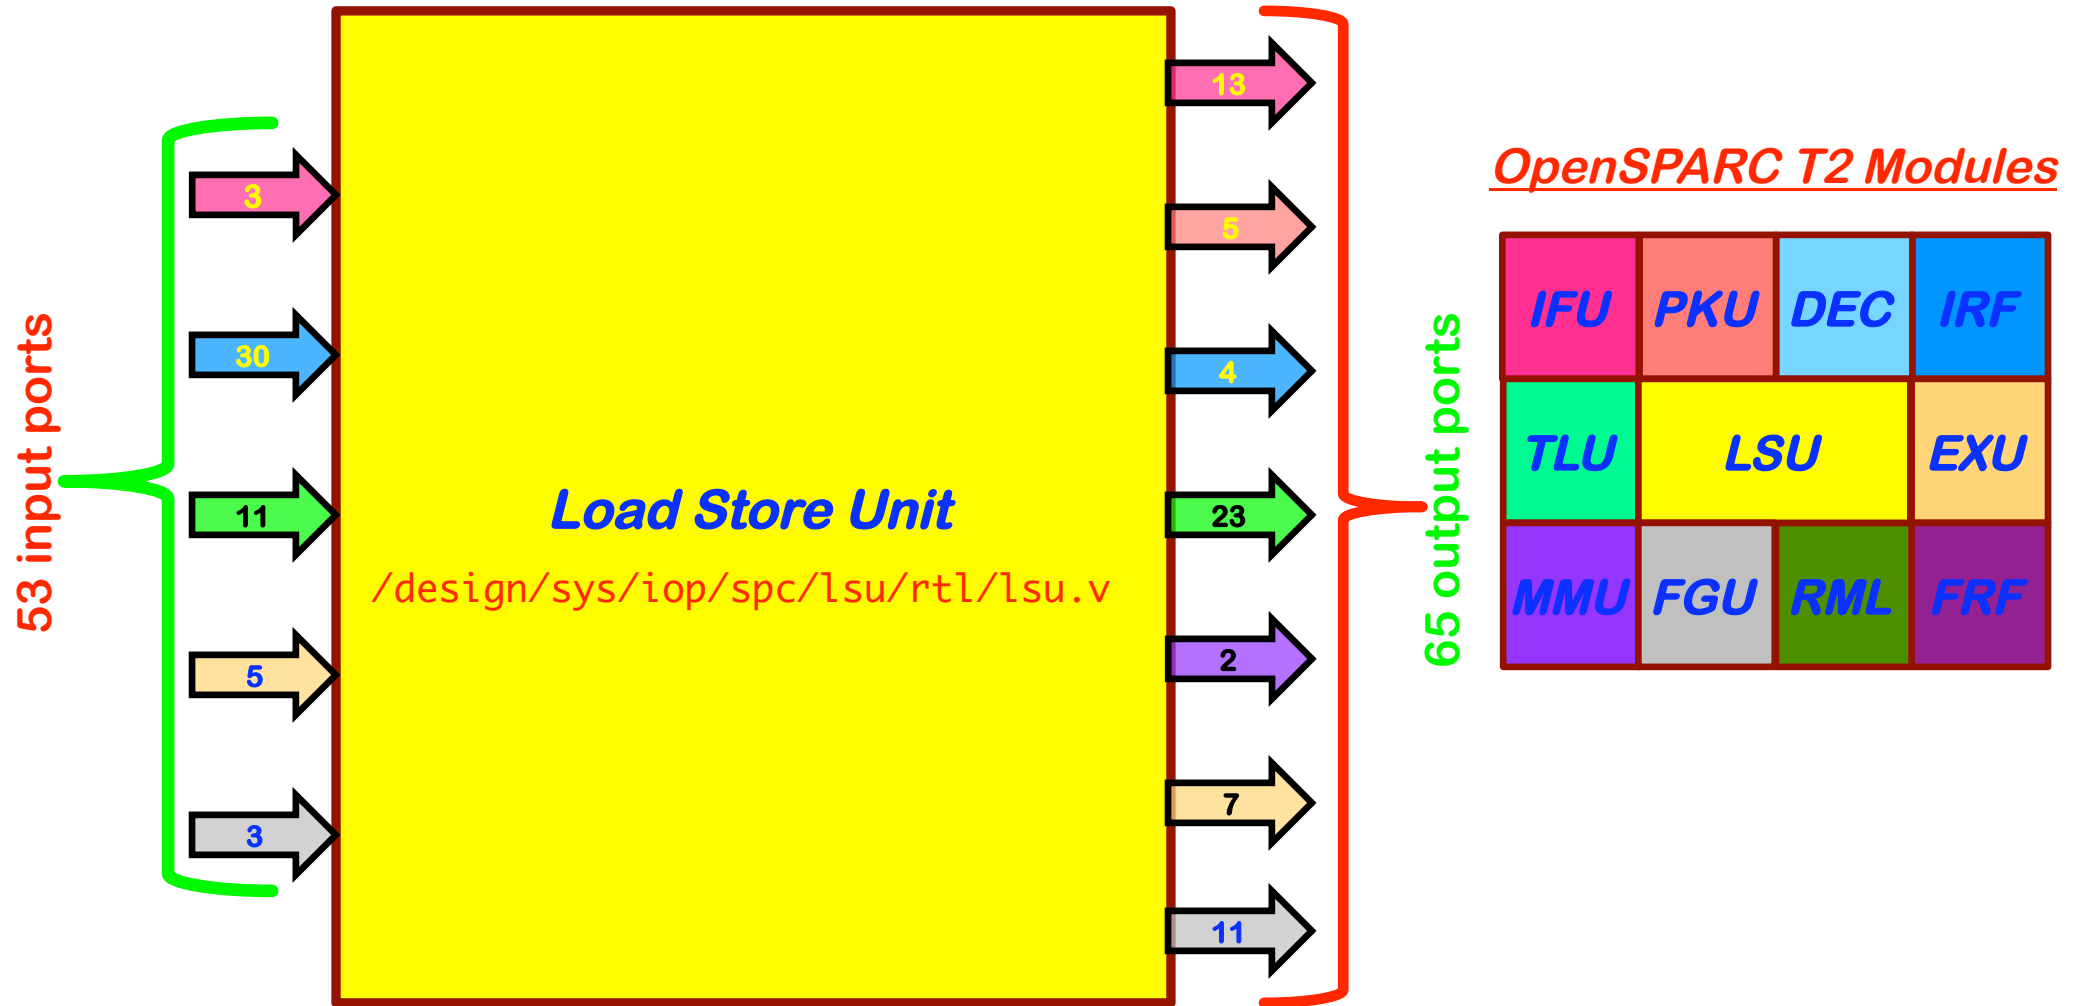 53 input ports
3
30
11
5
3
Load Store Unit
/design/sys/iop/spc/lsu/rtl/lsu.v
13
5
4
23
2
7
11
65 output ports
OpenSPARC T2 Modules
IFU PKU DEC IRF
TLU LSU EXU
MMU FGU RML FRF